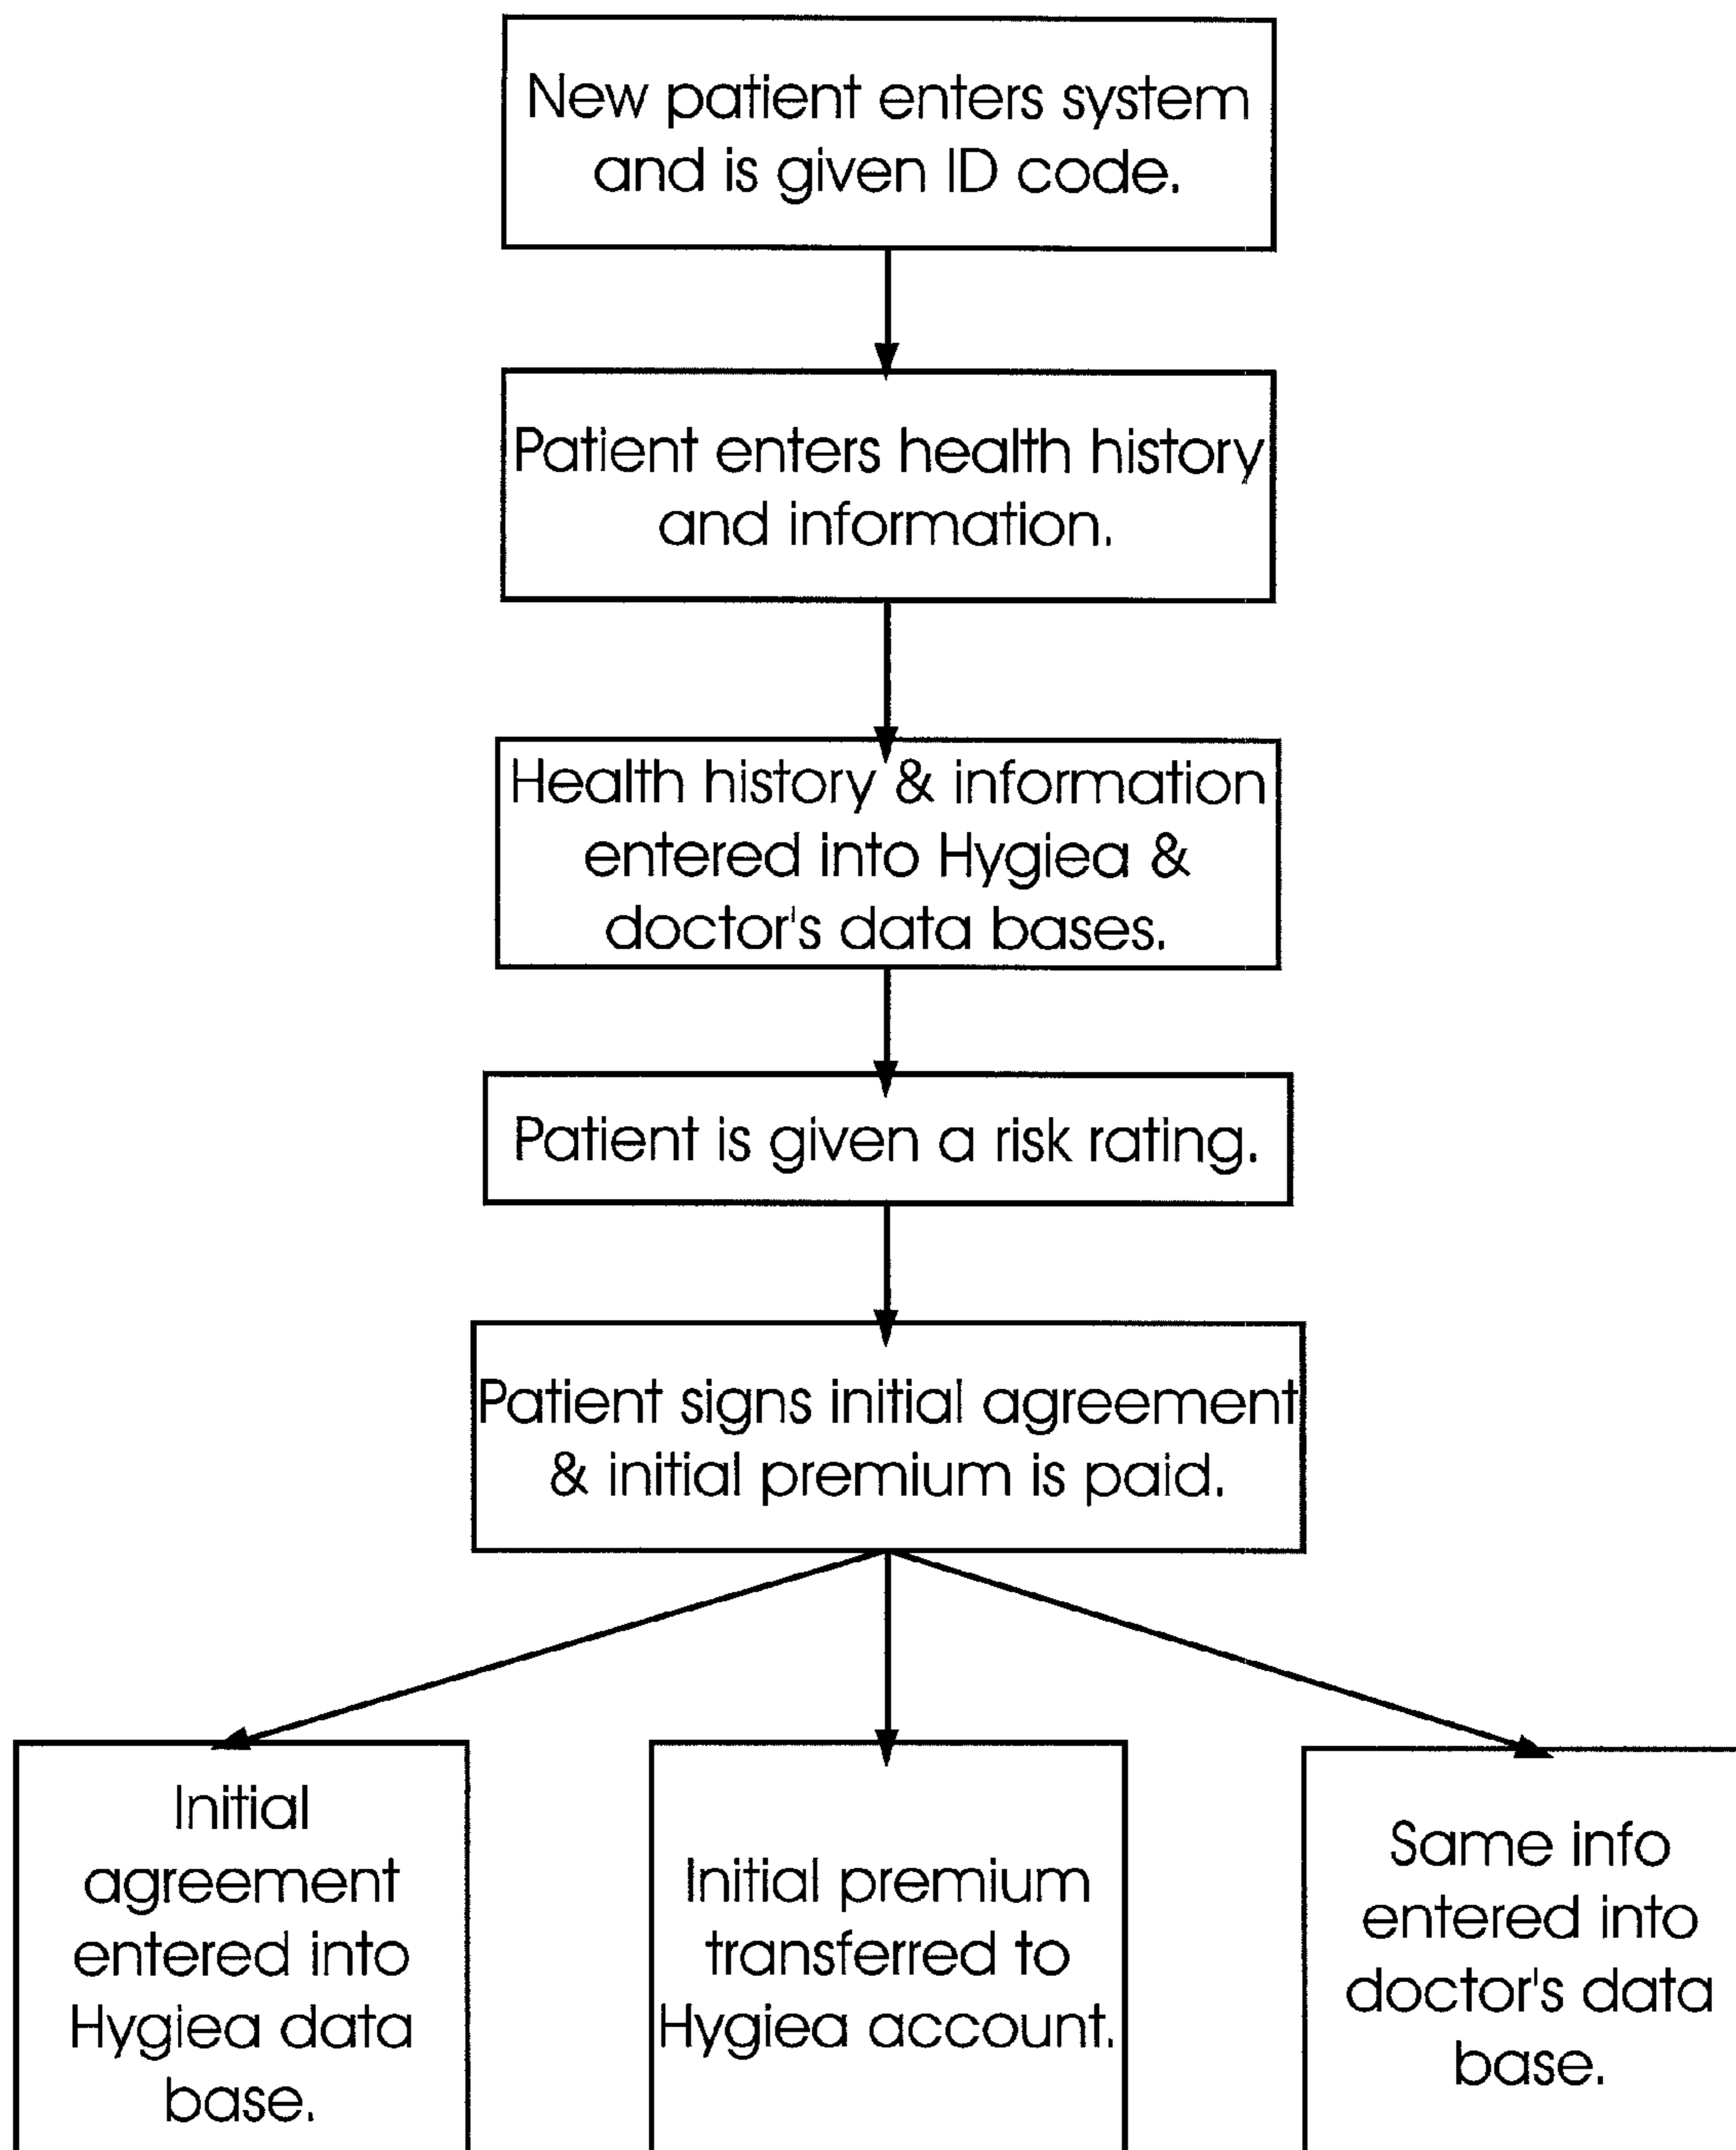 New patient enters system
and is given ID code.
Patient enters health history
and information.
Health history & information
entered into Hygiea &
doctor's data bases.
Patient is given a risk rating.
Patient signs initial agreement
& initial premium is paid.
Initial
agreement
entered into
Hygiea data
base.
Initial premium
transferred to
Hygiea account.
Same info
entered into
doctor's data
base.